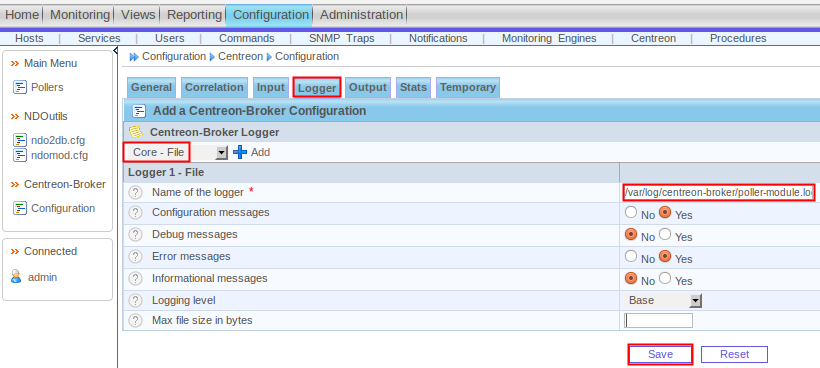 Home Monitoring Views Reporting Configuration Administration
Hosts | Services | Users | Commands | SNMP Traps | Notifications | Monitoring Engines | Centreon | Procedures
Main Menu
Pollers
NDOutils
ndo2db.cfg
ndomod.cfg
Centreon-Broker
Configuration
Connected
admin
Configuration Centreon Configuration
General Correlation Input Logger Output Stats Temporary
Add a Centreon-Broker Configuration
Centreon-Broker Logger
Core - File Add
Logger 1 - File
Name of the logger * /var/log/centreon-broker/poller-module.lo
Configuration messages No Yes
Debug messages No Yes
Error messages No Yes
Informational messages No Yes
Logging level Base
Max file size in bytes
Save Reset